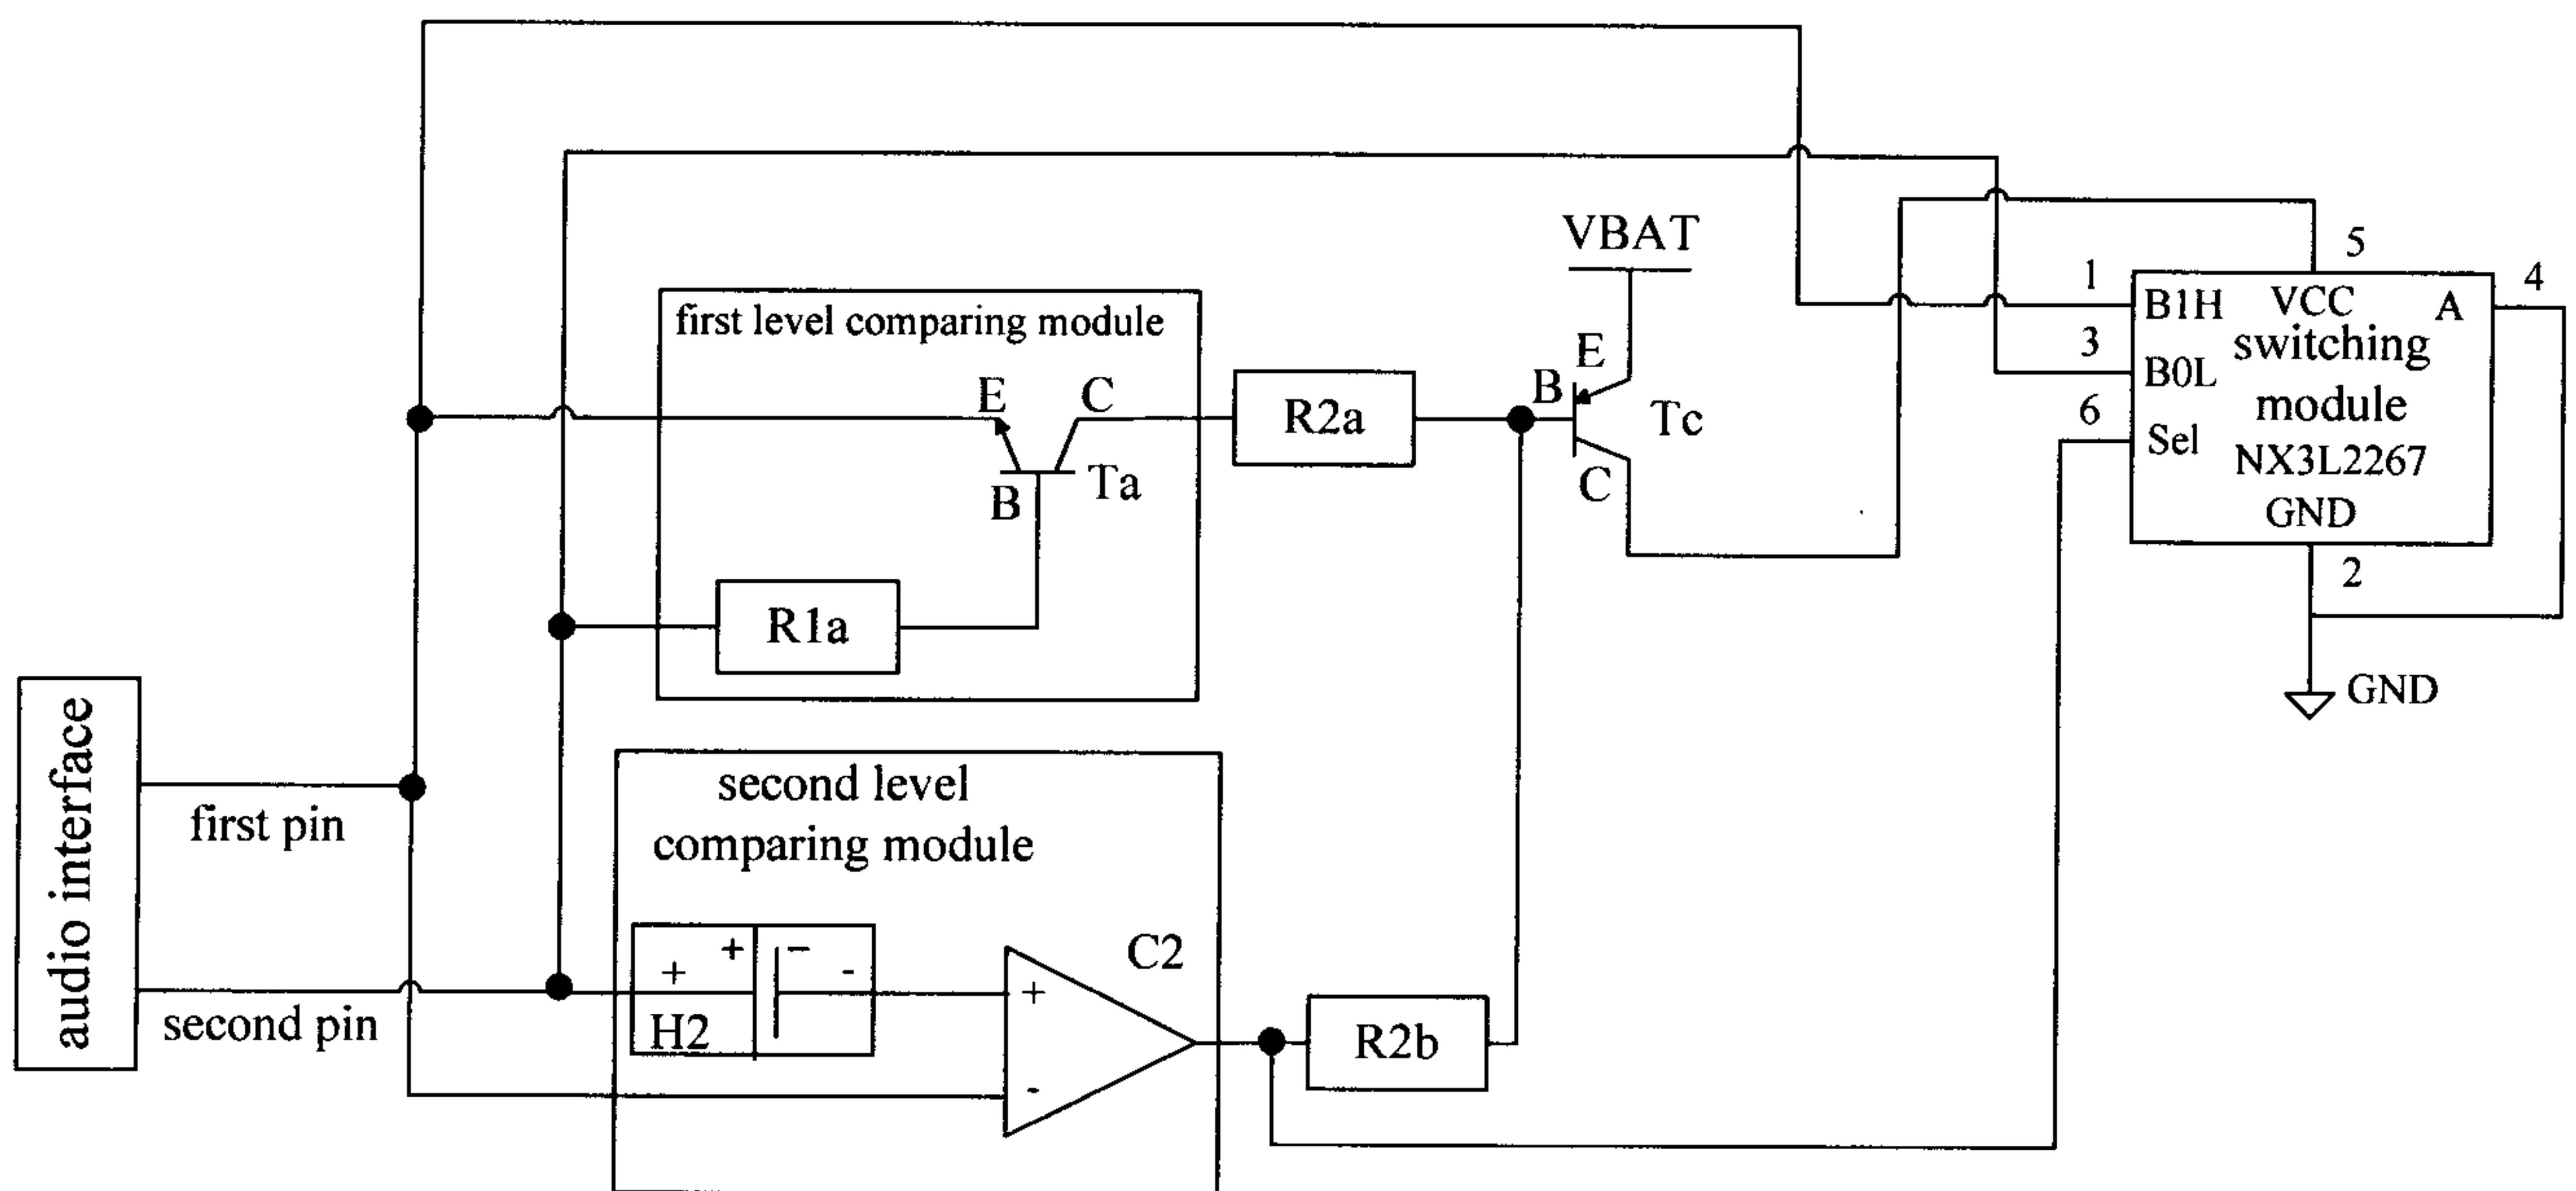 VBAT
5
1
4
first level comparing module
B1H
VCC
A
E
3
switching
E
C
B
B0L
R2a
Tc
module
6
Sel
B
Ta
C
NX3L2267
GND
R1a
2
GND
audio interface
first pin
second level
comparing module
C2
+
−
+
-
+
second pin
H2
R2b
-